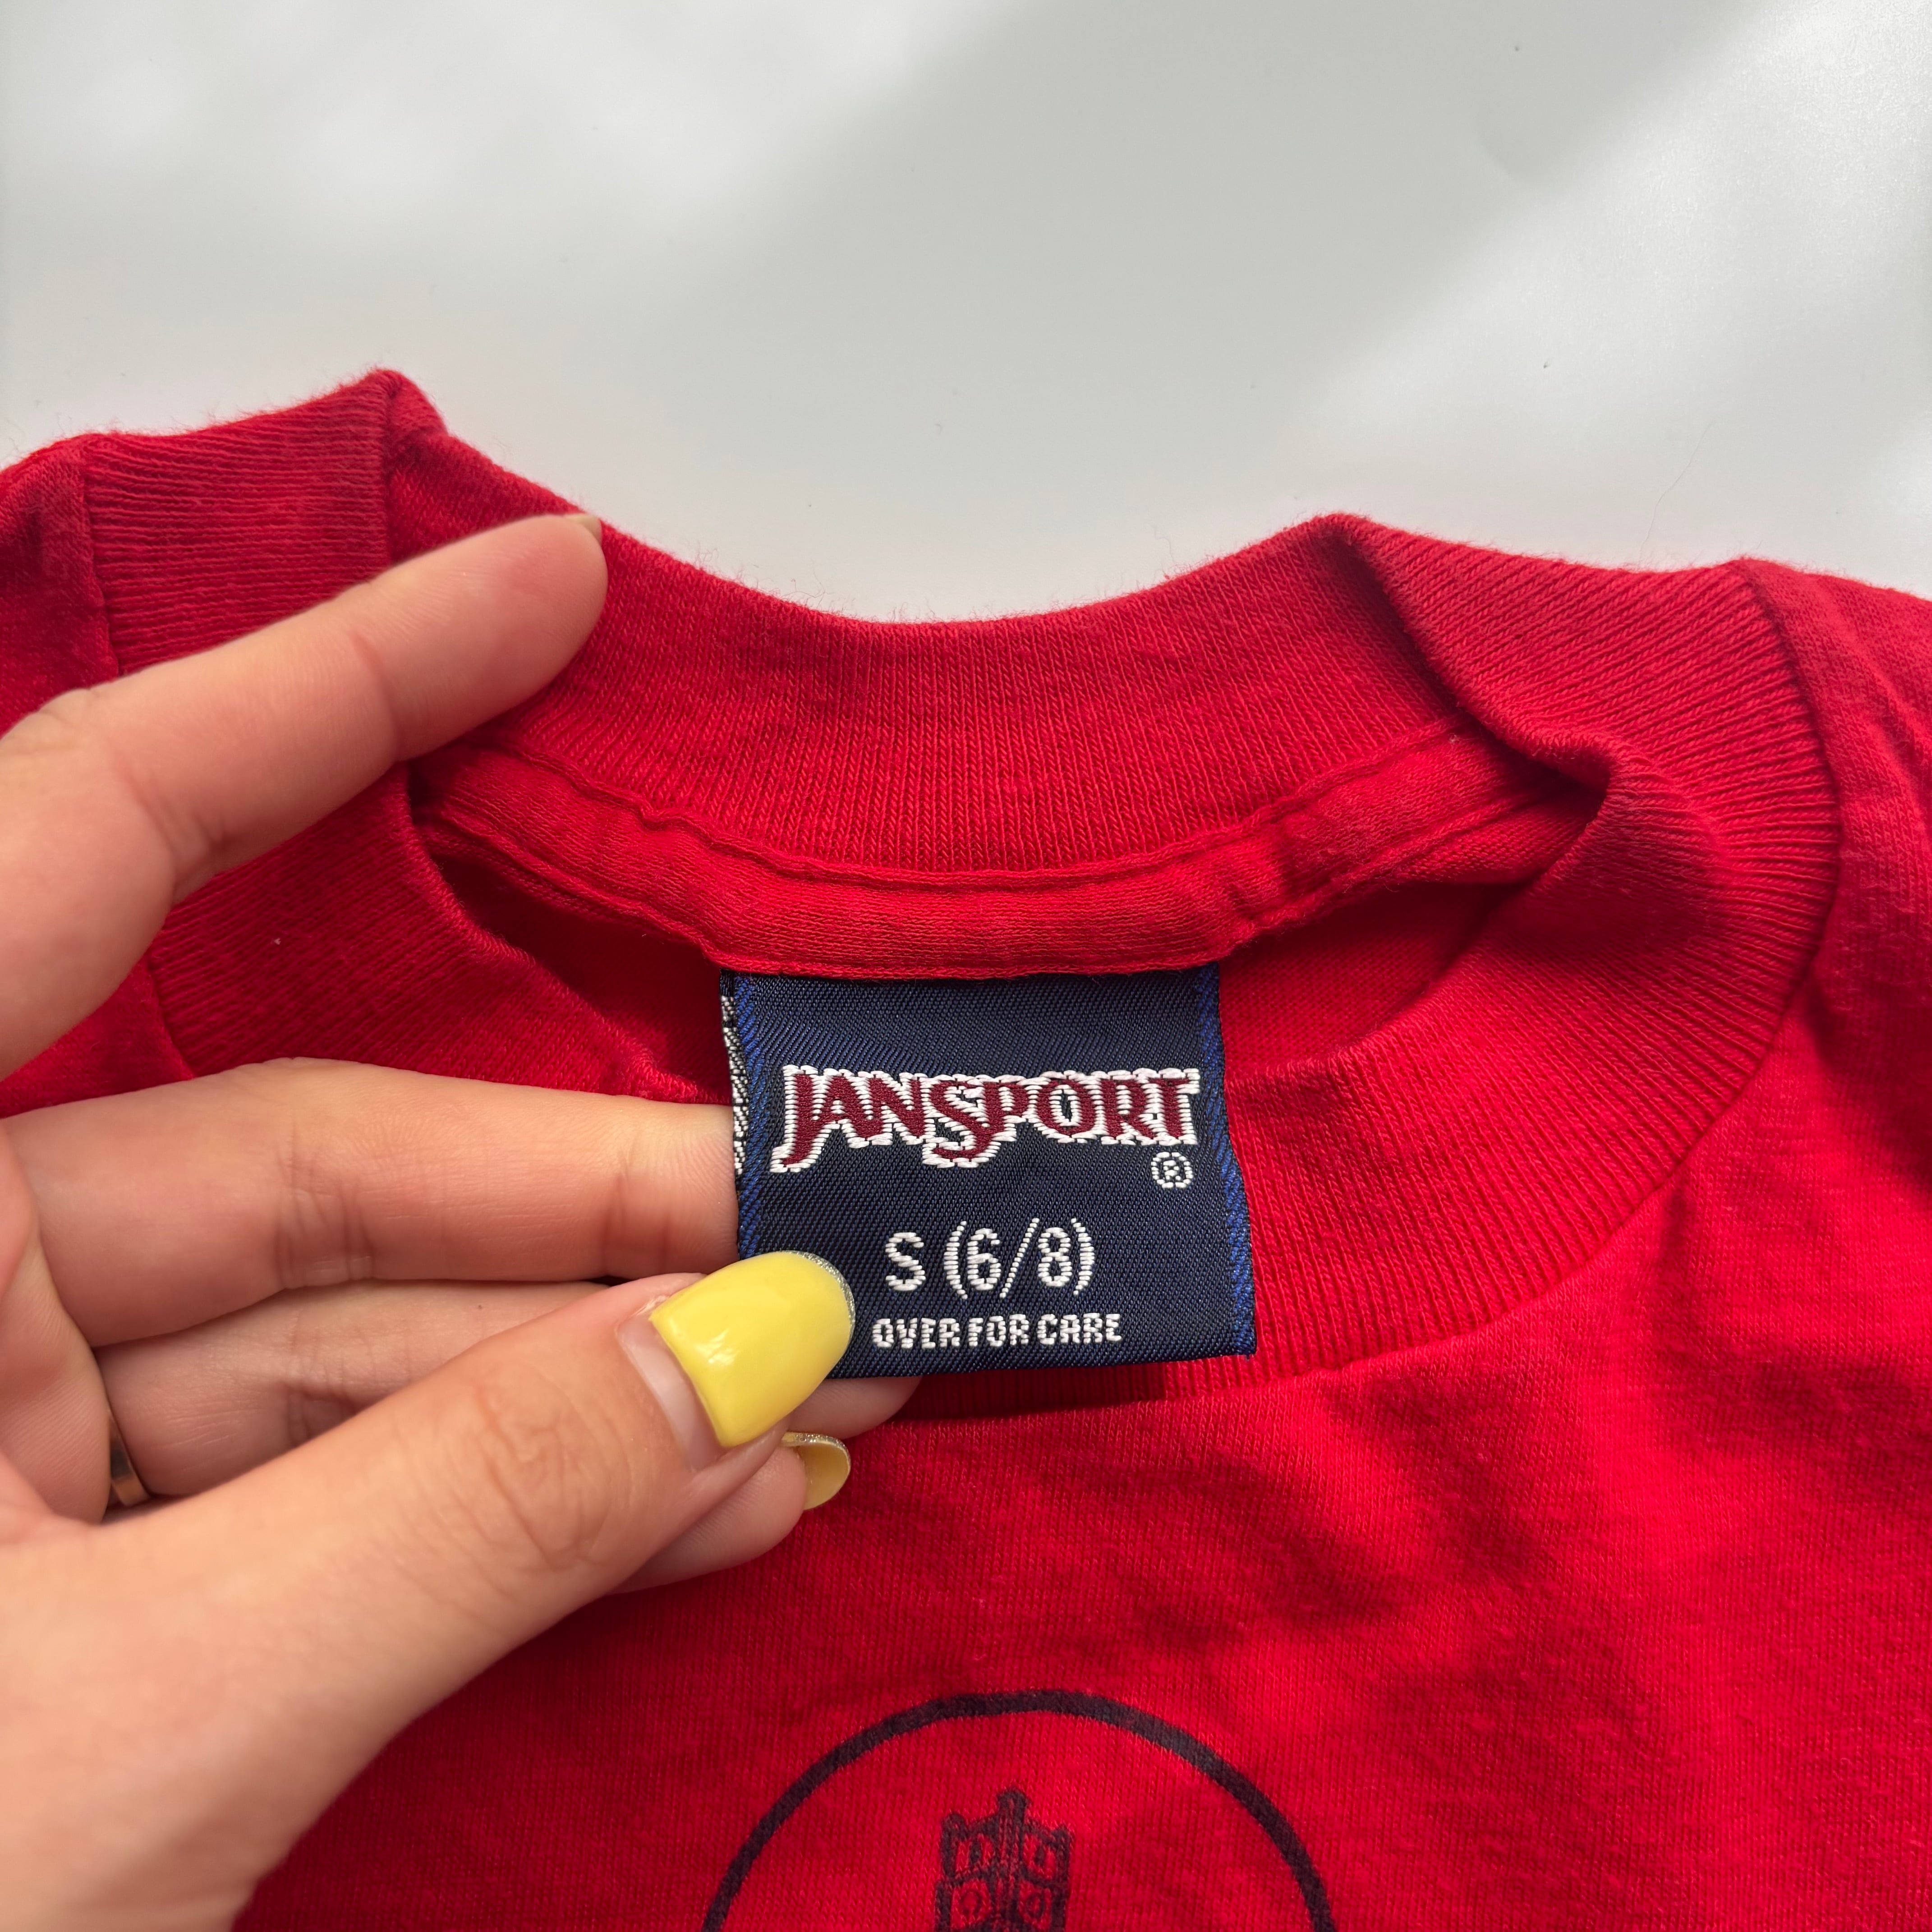 JANSPORT
®
S (6/8)
OVER FOR CARE